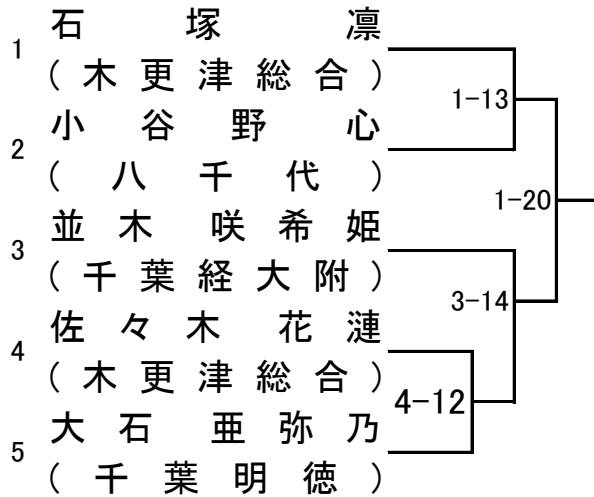 1 石塚凛
(木更津総合)
1-13
2 小谷野心
(八千代)
1-20
3 並木咲希姫
(千葉経大附)
3-14
4 佐々木花漣
(木更津総合)
4-12
5 大石亜弥乃
(千葉明徳)